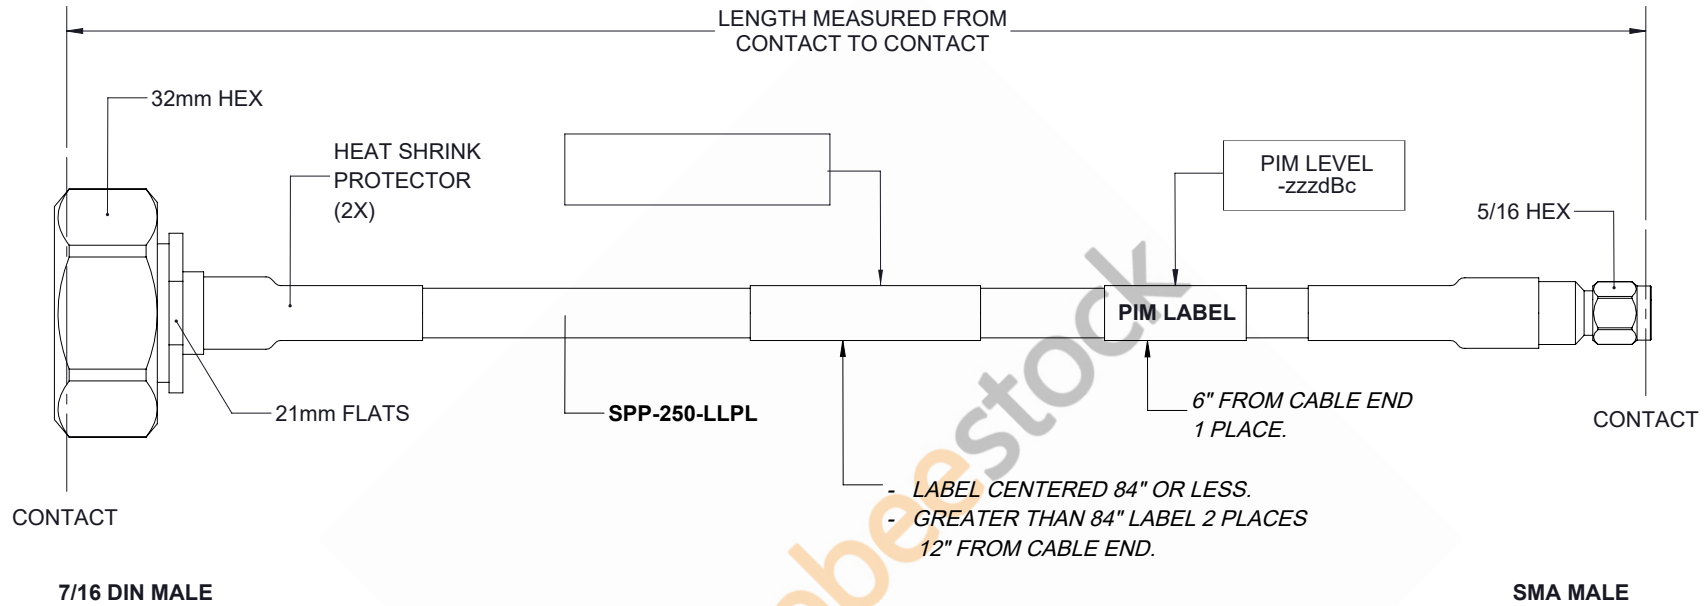 LENGTH MEASURED FROM
CONTACT TO CONTACT
32mm HEX
HEAT SHRINK
PROTECTOR
(2X)
PIM LEVEL
-zzzdBc
5/16 HEX
PIM LABEL
21mm FLATS
SPP-250-LLPL
6" FROM CABLE END
1 PLACE.
CONTACT
- LABEL CENTERED 84" OR LESS.
- GREATER THAN 84" LABEL 2 PLACES
12" FROM CABLE END.
CONTACT
7/16 DIN MALE
SMA MALE
obeestock